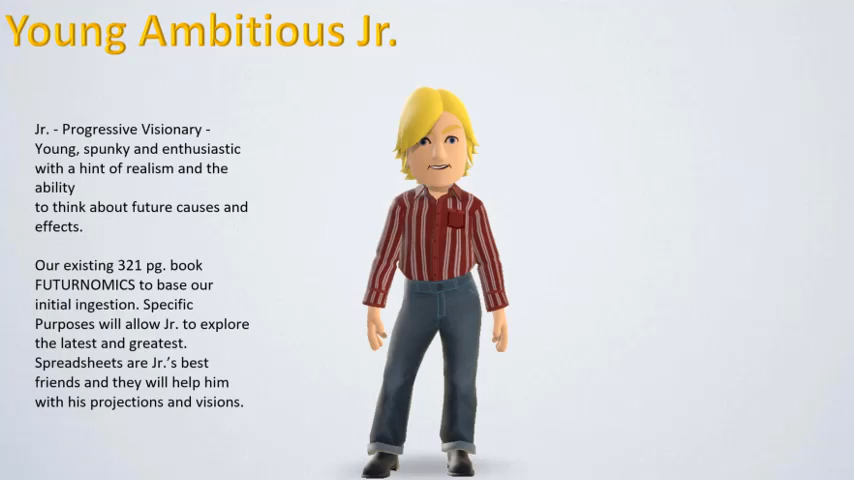 Young Ambitious Jr.
Jr. - Progressive Visionary -
Young, spunky and enthusiastic
with a hint of realism and the
ability
to think about future causes and
effects.
Our existing 321 pg. book
FUTURNOMICS to base our
initial ingestion. Specific
Purposes will allow Jr. to explore
the latest and greatest.
Spreadsheets are Jr.’s best
friends and they will help him
with his projections and visions.